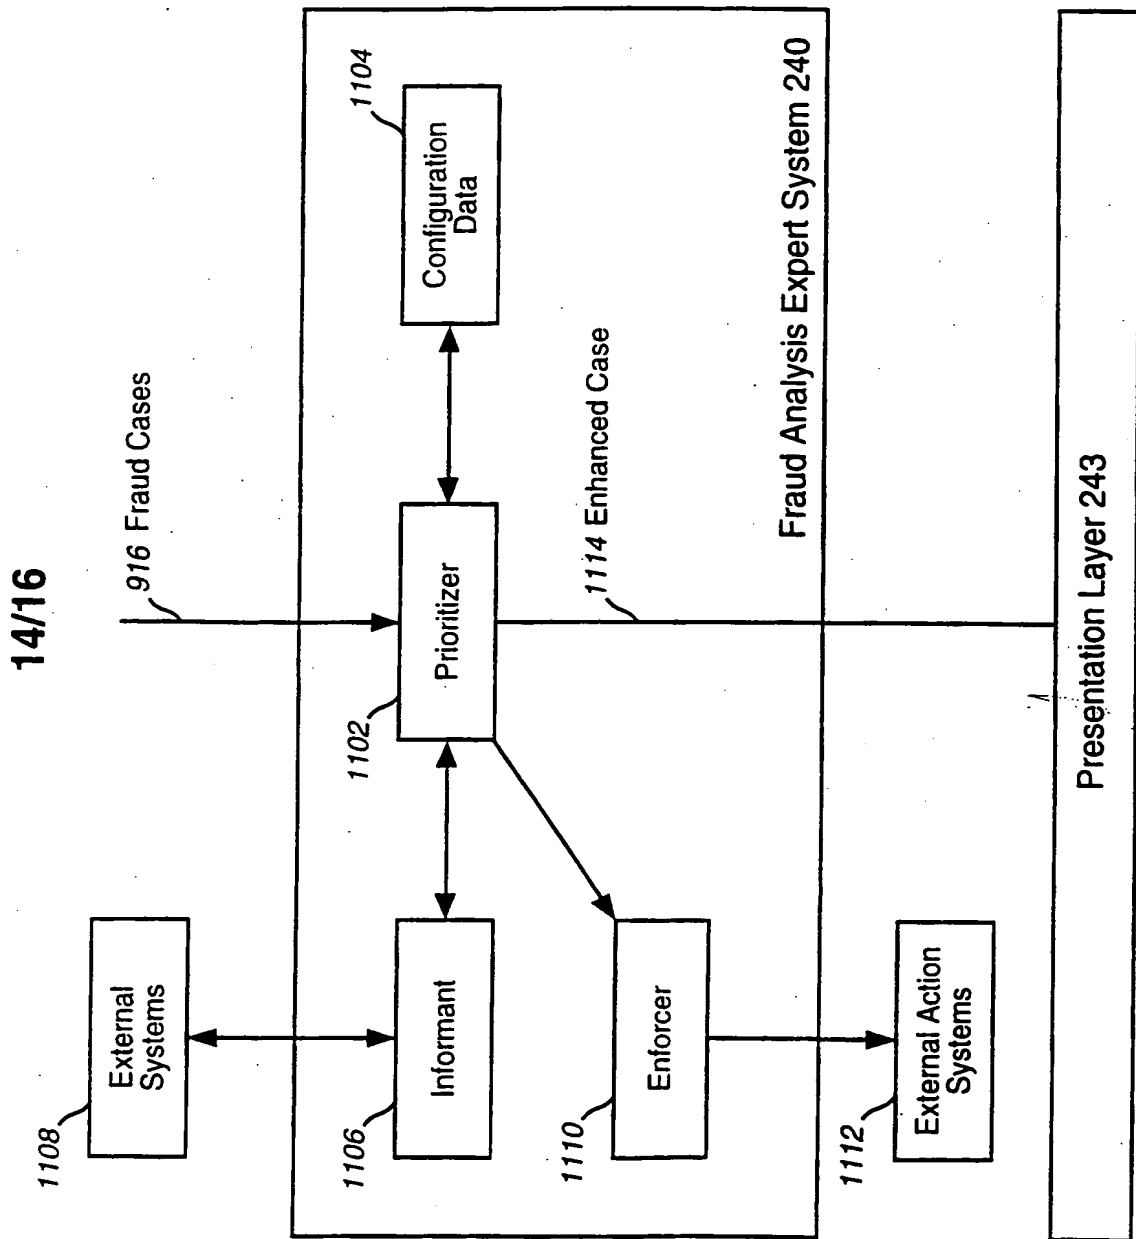 14/16
1108
External
Systems
916 Fraud Cases
1104
Configuration
Data
1102
Prioritizer
1106
Informant
1110
Enforcer
1114 Enhanced Case
Fraud Analysis Expert System 240
1112
External Action
Systems
Presentation Layer 243